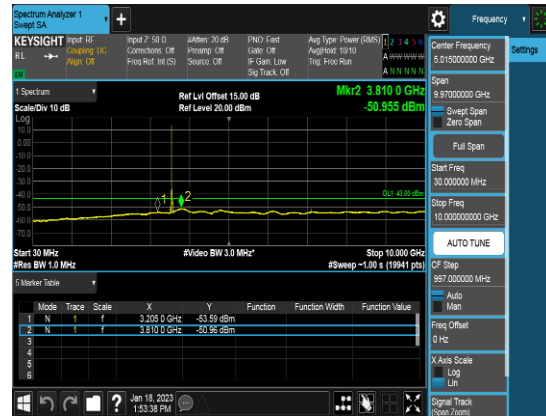 Spectrum Analyzer 1
Swept SA
Frequency
KEYSIGHT Input: RF
RL Coupling: DC
Align: Off
Input Z: 50 Ω
Corrections: Off
Freq Ref: Int (S)
#Atten: 20 dB
Preamp: Off
Source: Off
PNO: Fast
Gate: Off
IF Gain: Low
Sig Track: Off
Avg Type: Power (RMS)
Avg|Hold: 10/10
Trig: Free Run
1 2 3 4 5 6
A W W W W W
A N N N N N
1 Spectrum
Scale/Div 10 dB
Ref Lvl Offset 15.00 dB
Ref Level 20.00 dBm
Mkr2 3.810 0 GHz
-50.955 dBm
Log
10.0
0.00
-10.0
-20.0
-30.0
-40.0
-50.0
-60.0
-70.0
DL1 -43.00 dBm
1
2
Start 30 MHz
#Res BW 1.0 MHz
#Video BW 3.0 MHz*
Stop 10.000 GHz
#Sweep ~1.00 s (19941 pts)
5 Marker Table
Mode Trace Scale X Y Function Function Width Function Value
1 N 1 f 3.205 0 GHz -53.59 dBm
2 N 1 f 3.810 0 GHz -50.96 dBm
3
4
5
6
Jan 18, 2023
1:53:38 PM
Center Frequency
5.015000000 GHz
Settings
Span
9.97000000 GHz
Swept Span
Zero Span
Full Span
Start Freq
30.000000 MHz
Stop Freq
10.000000000 GHz
AUTO TUNE
CF Step
997.000000 MHz
Auto
Man
Freq Offset
0 Hz
X Axis Scale
Log
Lin
Signal Track
(Span Zoom)